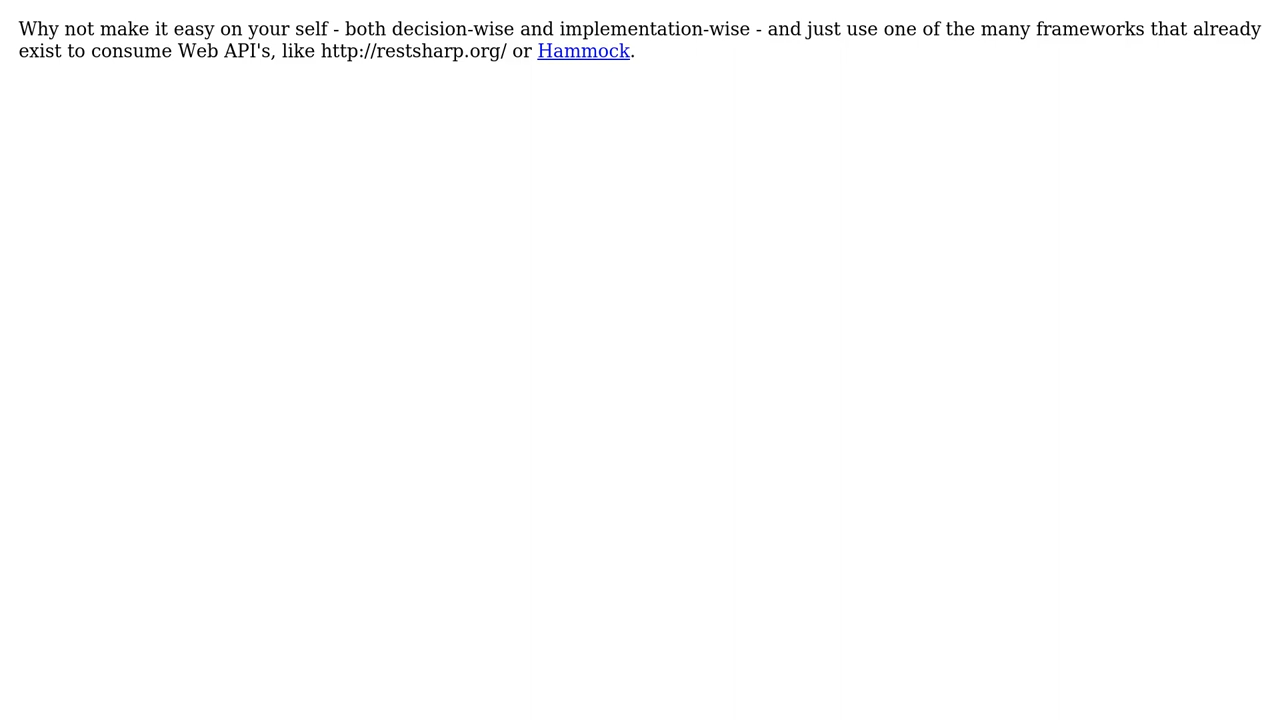 Why not make it easy on your self - both decision-wise and implementation-wise - and just use one of the many frameworks that already
exist to consume Web API's, like http://restsharp.org/ or Hammock.